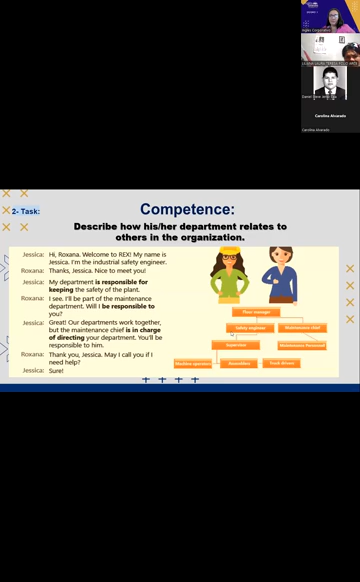 Carolina Alvarado
Carolina Alvarado
2- Task:
Competence:
Describe how his/her department relates to
others in the organization.
Jessica: Hi, Roxana. Welcome to REX! My name is
Jessica. I'm the industrial safety engineer.
Roxana: Thanks, Jessica. Nice to meet you!
Jessica: My department is responsible for
keeping the safety of the plant.
Roxana: I see. I'll be part of the maintenance
department. Will I be responsible to
you?
Jessica: Great! Our departments work together,
but the maintenance chief is in charge
of directing your department. You'll be
responsible to him.
Roxana: Thank you, Jessica. May I call you if I
need help?
Jessica: Sure!
Plant manager
Safety engineer
Maintenance chief
Supervisor
Maintenance Personnel
Machine operators
Assemblers
Truck Drivers